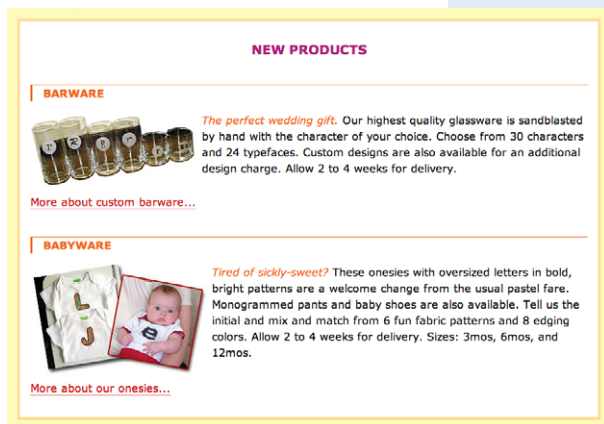 NEW PRODUCTS
BARWARE
The perfect wedding gift. Our highest quality glassware is sandblasted
by hand with the character of your choice. Choose from 30 characters
and 24 typefaces. Custom designs are also available for an additional
design charge. Allow 2 to 4 weeks for delivery.
More about custom barware...
BABYWARE
Tired of sickly-sweet? These onesies with oversized letters in bold,
bright patterns are a welcome change from the usual pastel fare.
Monogrammed pants and baby shoes are also available. Tell us the
initial and mix and match from 6 fun fabric patterns and 8 edging
colors. Allow 2 to 4 weeks for delivery. Sizes: 3mos, 6mos, and
12mos.
L
J
e
More about our onesies...